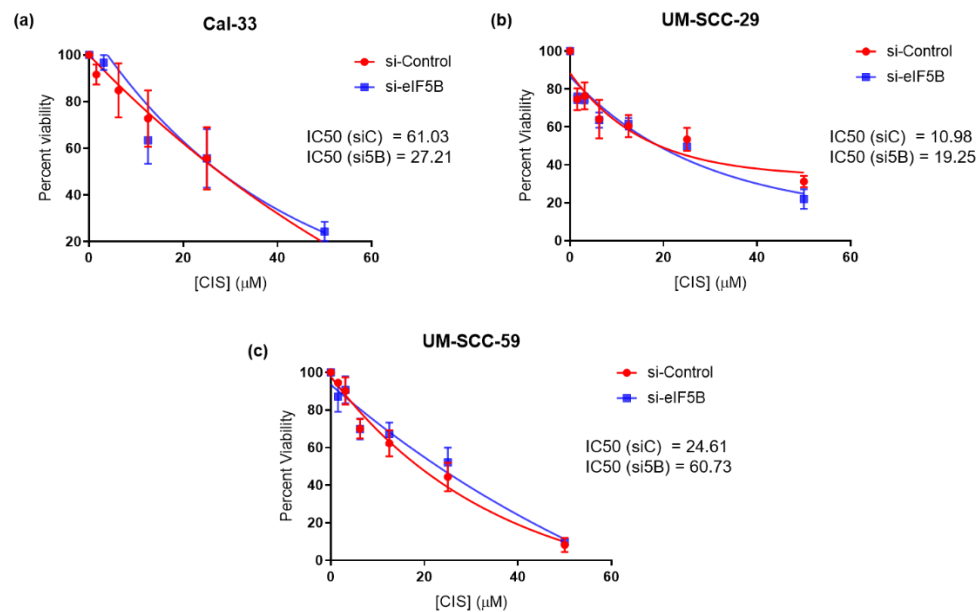 (a)
Cal-33
Percent viability
100
80
60
40
20
0
20
40
60
[CIS] (μM)
si-Control
si-eIF5B
IC50 (siC) = 61.03
IC50 (si5B) = 27.21
(b)
UM-SCC-29
Percent viability
100
80
60
40
20
0
0
20
40
60
[CIS] (μM)
si-Control
si-eIF5B
IC50 (siC) = 10.98
IC50 (si5B) = 19.25
(c)
UM-SCC-59
Percent Viability
100
80
60
40
20
0
0
20
40
60
[CIS] (μM)
si-Control
si-eIF5B
IC50 (siC) = 24.61
IC50 (si5B) = 60.73